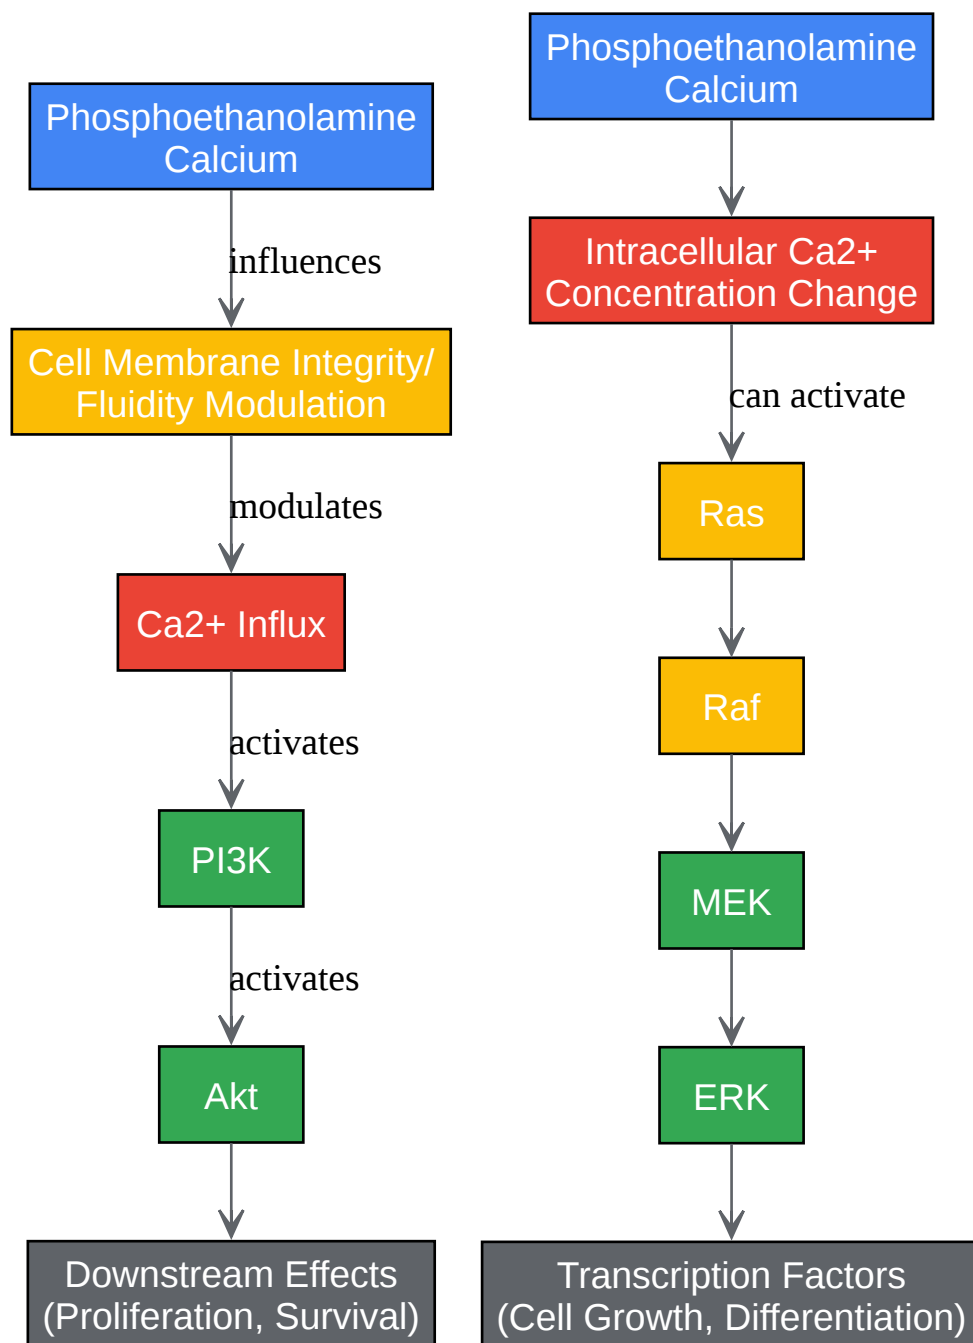 Phosphoethanolamine
Calcium
influences
Cell Membrane Integrity/
Fluidity Modulation
modulates
Ca2+ Influx
activates
PI3K
activates
Akt
Downstream Effects
(Proliferation, Survival)
Phosphoethanolamine
Calcium
Intracellular Ca2+
Concentration Change
can activate
Ras
Raf
MEK
ERK
Transcription Factors
(Cell Growth, Differentiation)